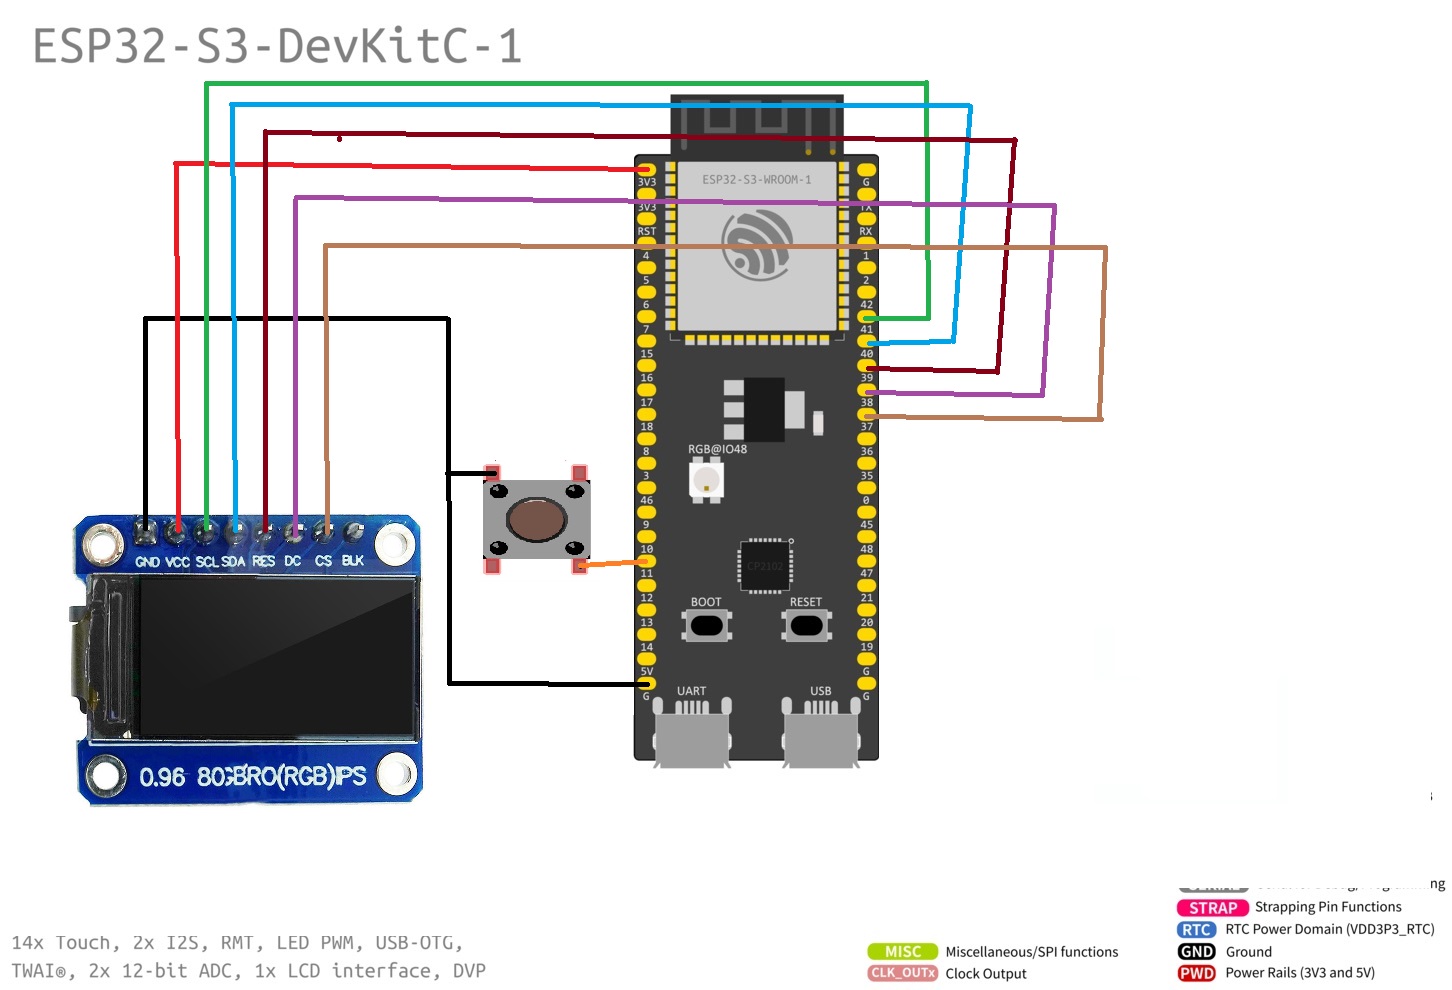 ESP32-S3-DevKitC-1
ESP32-S3-WROOM-1
3V3
3V3
RST
4
5
6
7
15
16
17
18
8
3
46
9
10
11
12
13
14
5V
G
G
TX
RX
1
2
42
41
40
39
38
37
36
35
0
45
48
47
21
20
19
G
G
RGB@IO48
CP2102
BOOT
RESET
UART
USB
GND VCC SCL SDA RES DC CS BLK
0.96
14x Touch, 2x I2S, RMT, LED PWM, USB-OTG,
TWAI®, 2x 12-bit ADC, 1x LCD interface, DVP
MISC Miscellaneous/SPI functions
CLK_OUTx Clock Output
STRAP Strapping Pin Functions
RTC RTC Power Domain (VDD3P3_RTC)
GND Ground
PWD Power Rails (3V3 and 5V)